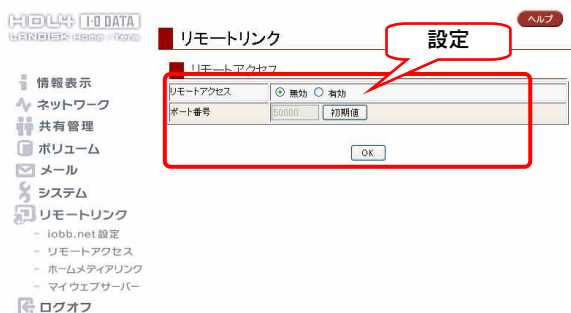 HDL4 I-O DATA
LANDISK Home / Tera
情報表示
ネットワーク
共有管理
ボリューム
メール
システム
リモートリンク
- iobb.net設定
- リモートアクセス
- ホームメディアリンク
- マイウェブサーバー
ログオフ
ヘルプ
リモートリンク
設定
リモートアクセス
リモートアクセス 無効 有効
ポート番号 50000 初期値
OK